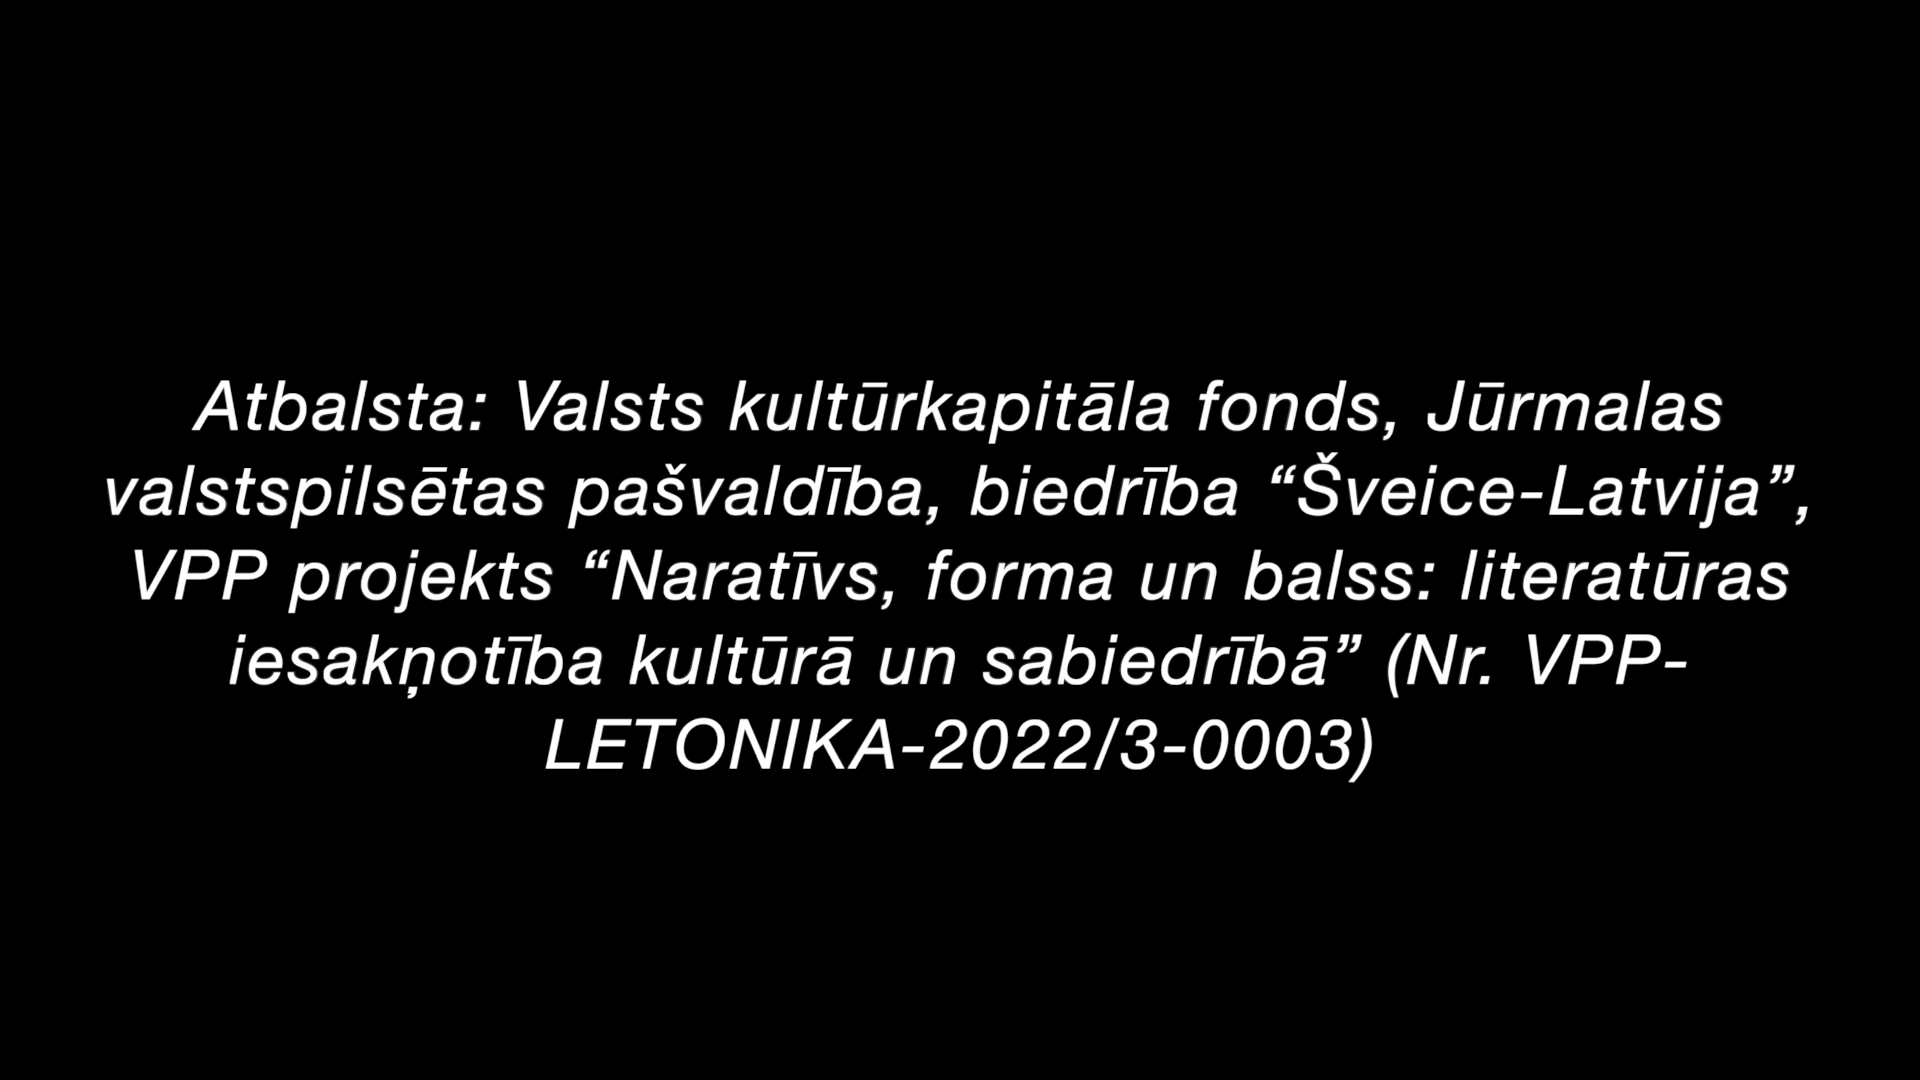 Atbalsta: Valsts kultūrkapitāla fonds, Jūrmalas
valstspilsētas pašvaldība, biedrība “Šveice-Latvija”,
VPP projekts “Naratīvs, forma un balss: literatūras
iesakņotība kultūrā un sabiedrībā” (Nr. VPP-
LETONIKA-2022/3-0003)